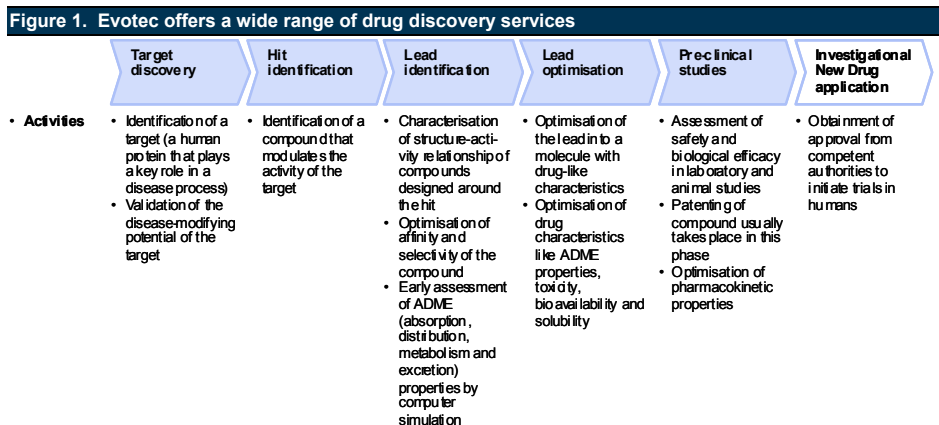 Figure 1. Evotec offers a wide range of drug discovery services
Target
discovery
Hit
identification
Lead
identification
Lead
optimisation
Pre-clinical
studies
Investigational
New Drug
application
• Activities
• Identification of a
target (a human
protein that plays
a key role in a
disease process)
• Validation of the
disease-modifying
potential of the
target
• Identification of a
compound that
modulates the
activity of the
target
• Characterisation
of structure-acti-
vity relationship of
compounds
designed around
the hit
• Optimisation of
affinity and
selectivity of the
compound
• Early assessment
of ADME
(absorption,
distribution,
metabolism and
excretion)
properties by
computer
simulation
• Optimisation of
the lead into a
molecule with
drug-like
characteristics
• Optimisation of
drug
characteristics
like ADME
properties,
toxicity,
bioavailability and
solubility
• Assessment of
safety and
biological efficacy
in laboratory and
animal studies
• Patenting of
compound usually
takes place in this
phase
• Optimisation of
pharmacokinetic
properties
• Obtainment of
approval from
competent
authorities to
initiate trials in
humans